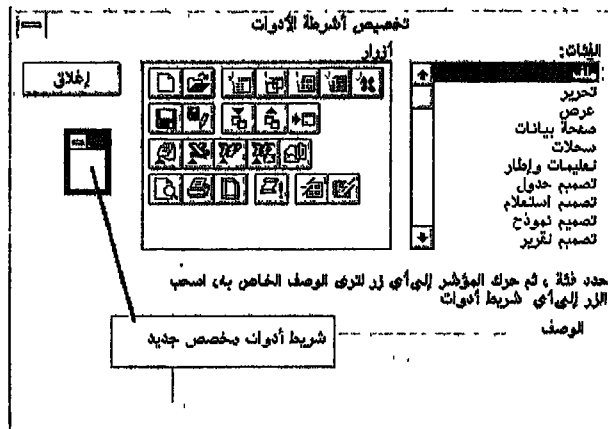 تخصيص أشرطة الأدوات
أزرار
الفئات:
إغلاق
ملف
تحرير
عرض
صفحة بيانات
سجلات
تعليمات وإطار
تصميم جدول
تصميم استعلام
تصميم نموذج
تصميم تقرير
حدد فئة ، ثم حرك المؤشر إلى أي زر لترى الوصف الخاص به، اسحب
الزر إلى أي شريط أدوات
الوصف
شريط أدوات مخصص جديد